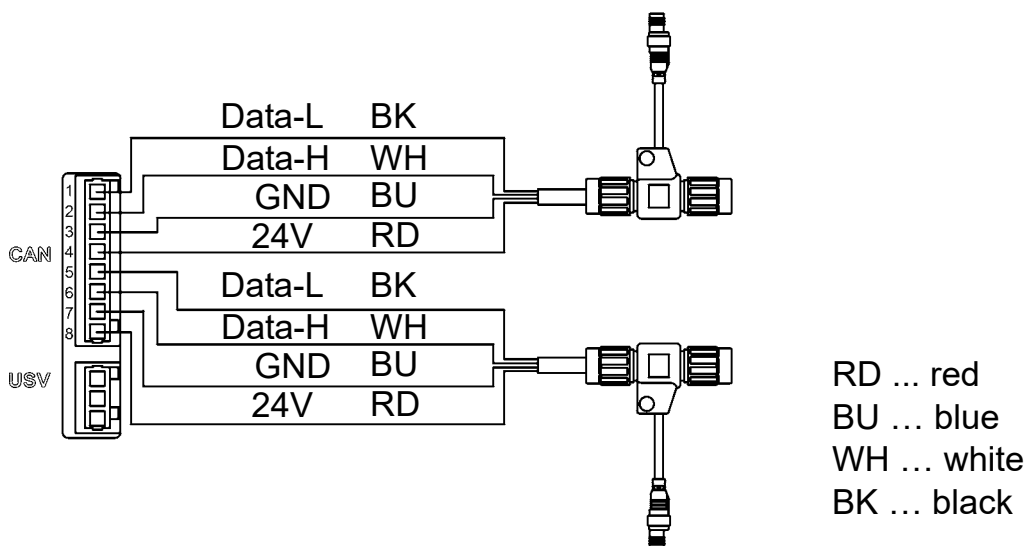 Data-L BK
Data-H WH
GND BU
24V RD
1
2
3
4
5
6
7
8
CAN
Data-L BK
Data-H WH
GND BU
24V RD
USV
RD ... red
BU … blue
WH … white
BK … black